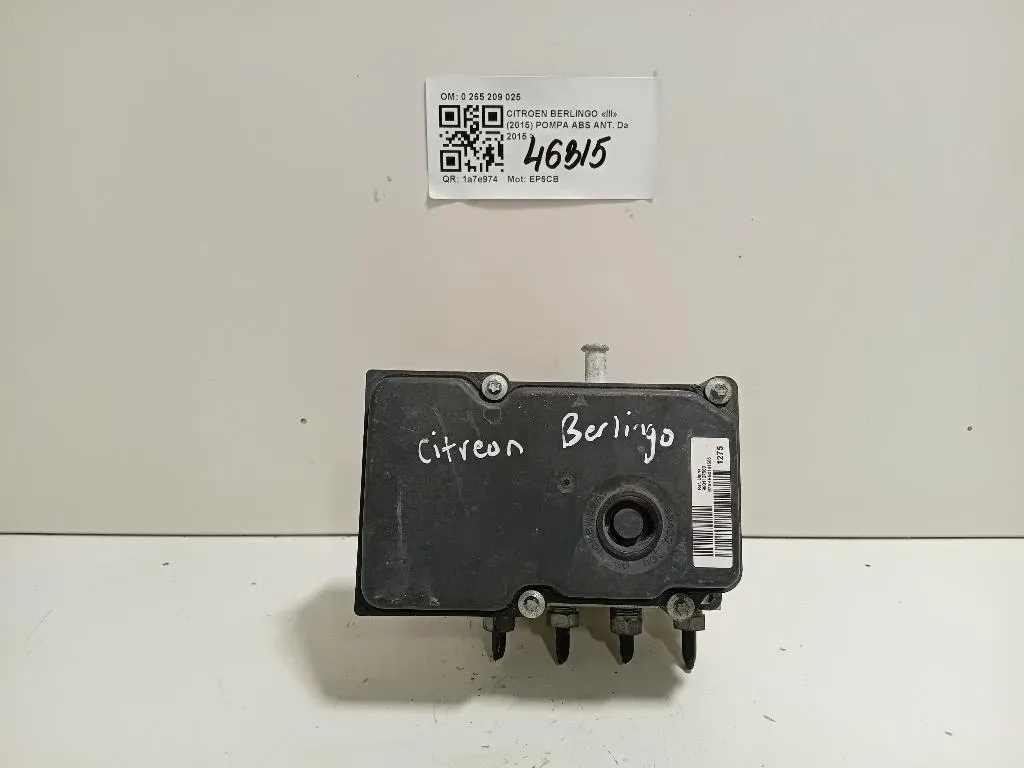 OM: 0 265 209 025
CITROEN BERLINGO «III»
(2015) POMPA ABS ANT. Da
2015 >
46315
QR: 1a7e974 Mot: EP6CB
Citreon Berlingo
1275